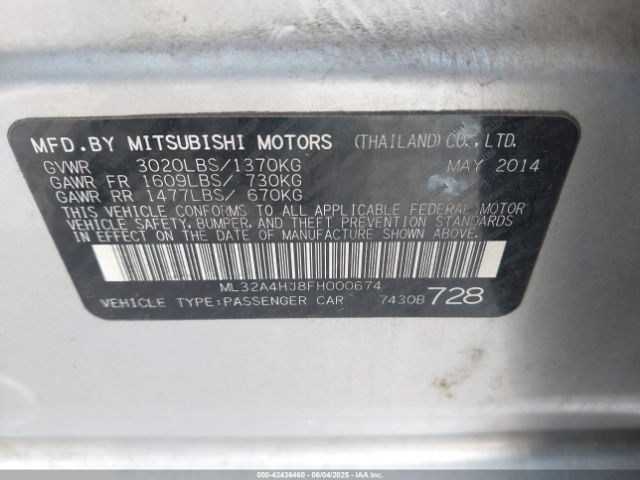 MFD.BY MITSUBISHI MOTORS (THAILAND) CO., LTD.
GVWR 3020LBS/1370KG MAY 2014
GAWR FR 1609LBS/ 730KG
GAWR RR 1477LBS/ 670KG
THIS VEHICLE CONFORMS TO ALL APPLICABLE FEDERAL MOTOR
VEHICLE SAFETY, BUMPER, AND THEFT PREVENTION STANDARDS
IN EFFECT ON THE DATE OF MANUFACTURE SHOWN ABOVE.
ML32A4HJ8FH000674
VEHICLE TYPE:PASSENGER CAR 7430B 728
000-42436460 - 06/04/2025 - IAAI.COM